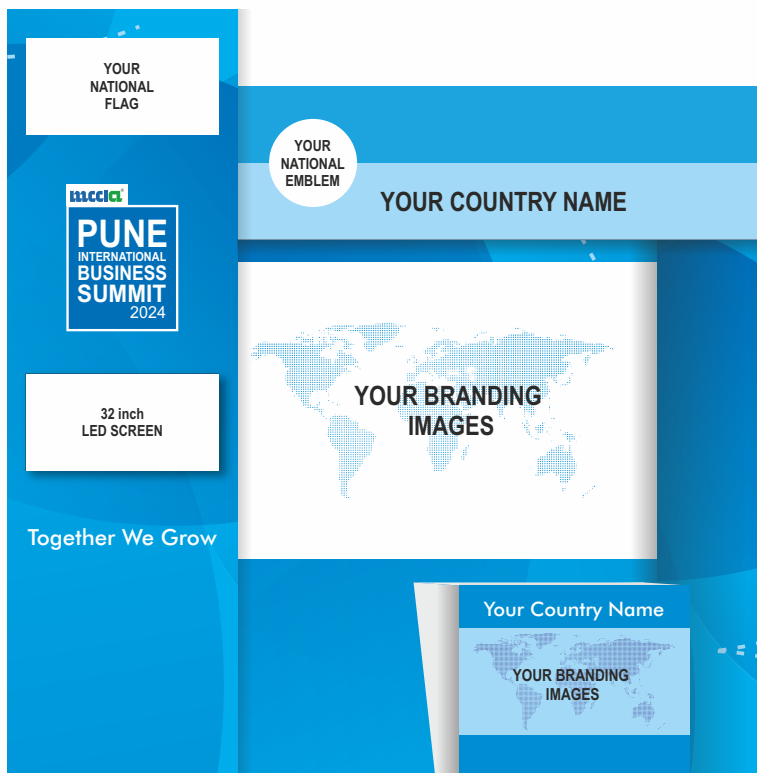 YOUR
NATIONAL
FLAG
mccia
PUNE
INTERNATIONAL
BUSINESS
SUMMIT
2024
32 inch
LED SCREEN
Together We Grow
YOUR
NATIONAL
EMBLEM
YOUR COUNTRY NAME
YOUR BRANDING
IMAGES
Your Country Name
YOUR BRANDING
IMAGES